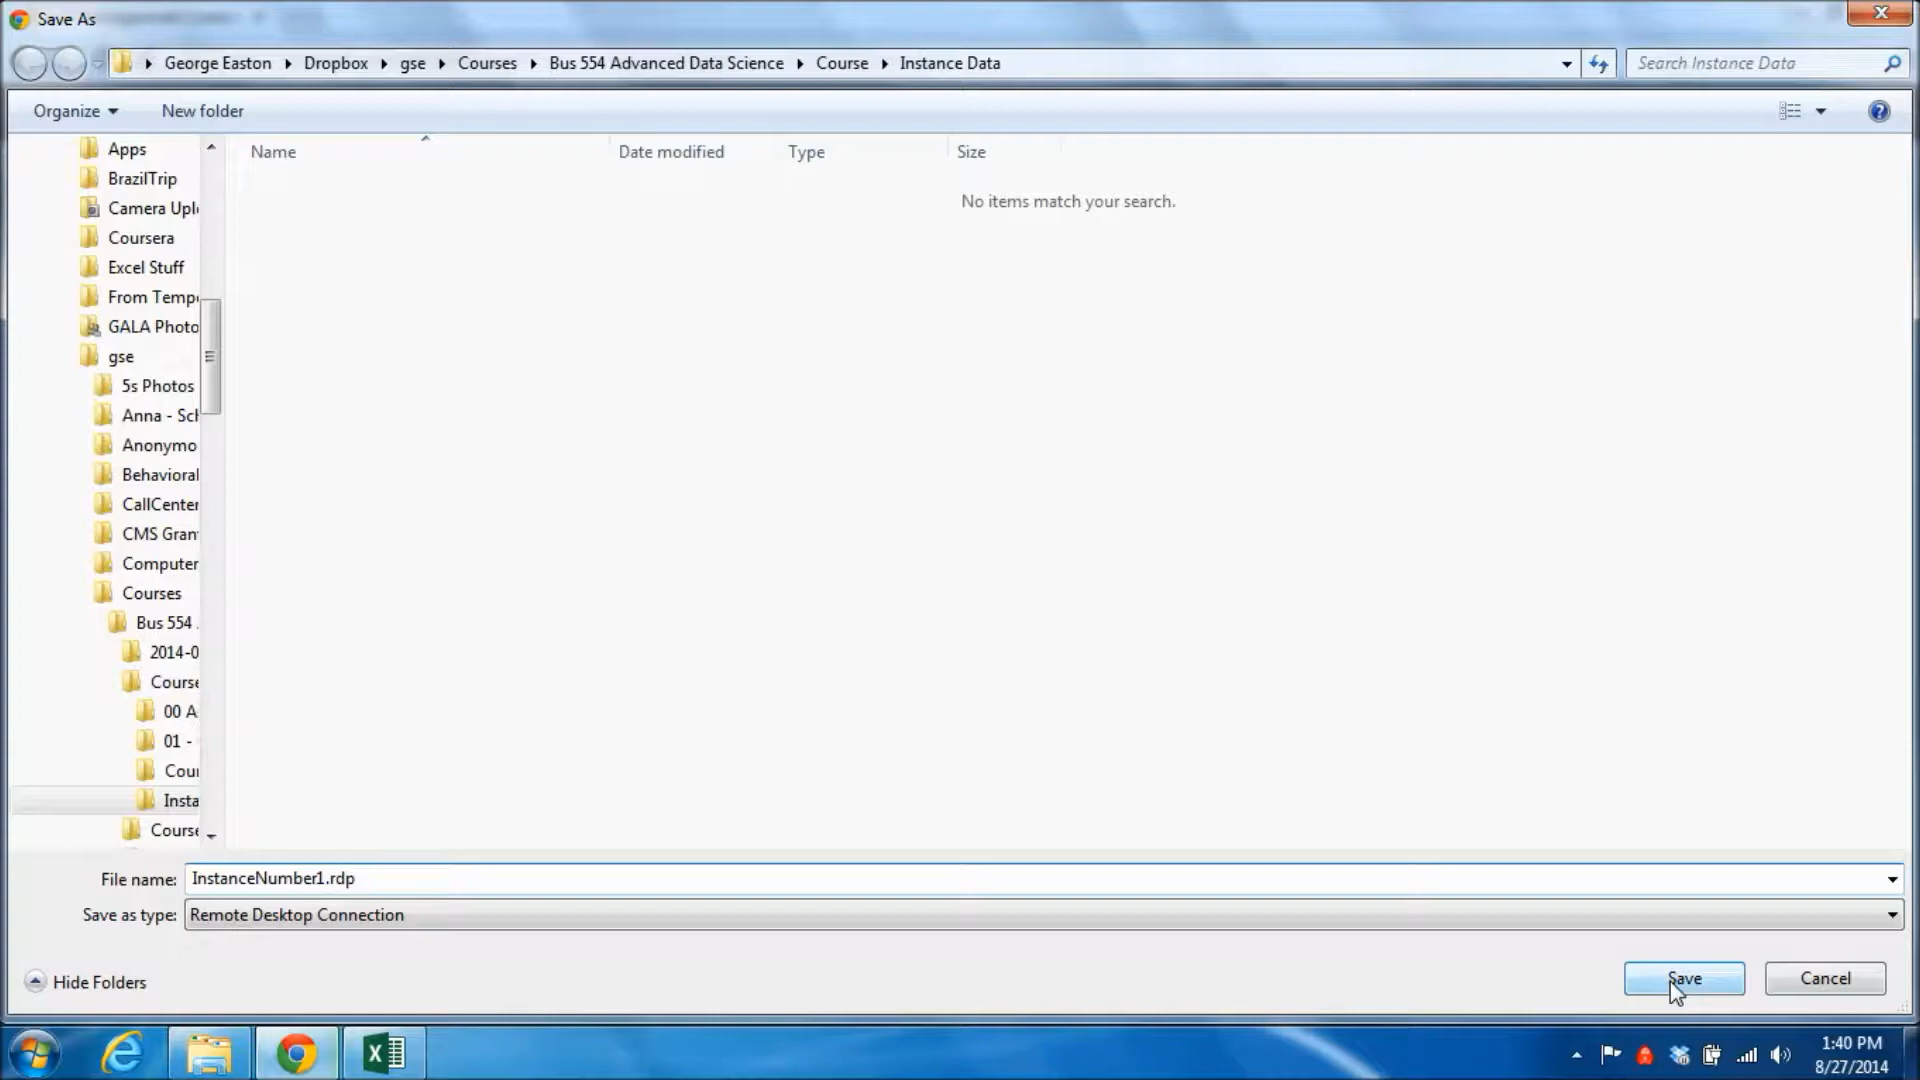 Save As
George Easton Dropbox gse Courses Bus 554 Advanced Data Science Course Instance Data
Search Instance Data
Organize
New folder
Name
Date modified
Type
Size
No items match your search.
Apps
BrazilTrip
Camera Uplo
Coursera
Excel Stuff
From Tempo
GALA Photo
gse
5s Photos
Anna - Sch
Anonymo
Behavioral
CallCenter
CMS Gran
Computer
Courses
Bus 554
2014-0
Course
00 A
01 -
Cour
Insta
Course
File name: InstanceNumber1.rdp
Save as type: Remote Desktop Connection
Hide Folders
Save
Cancel
1:40 PM
8/27/2014